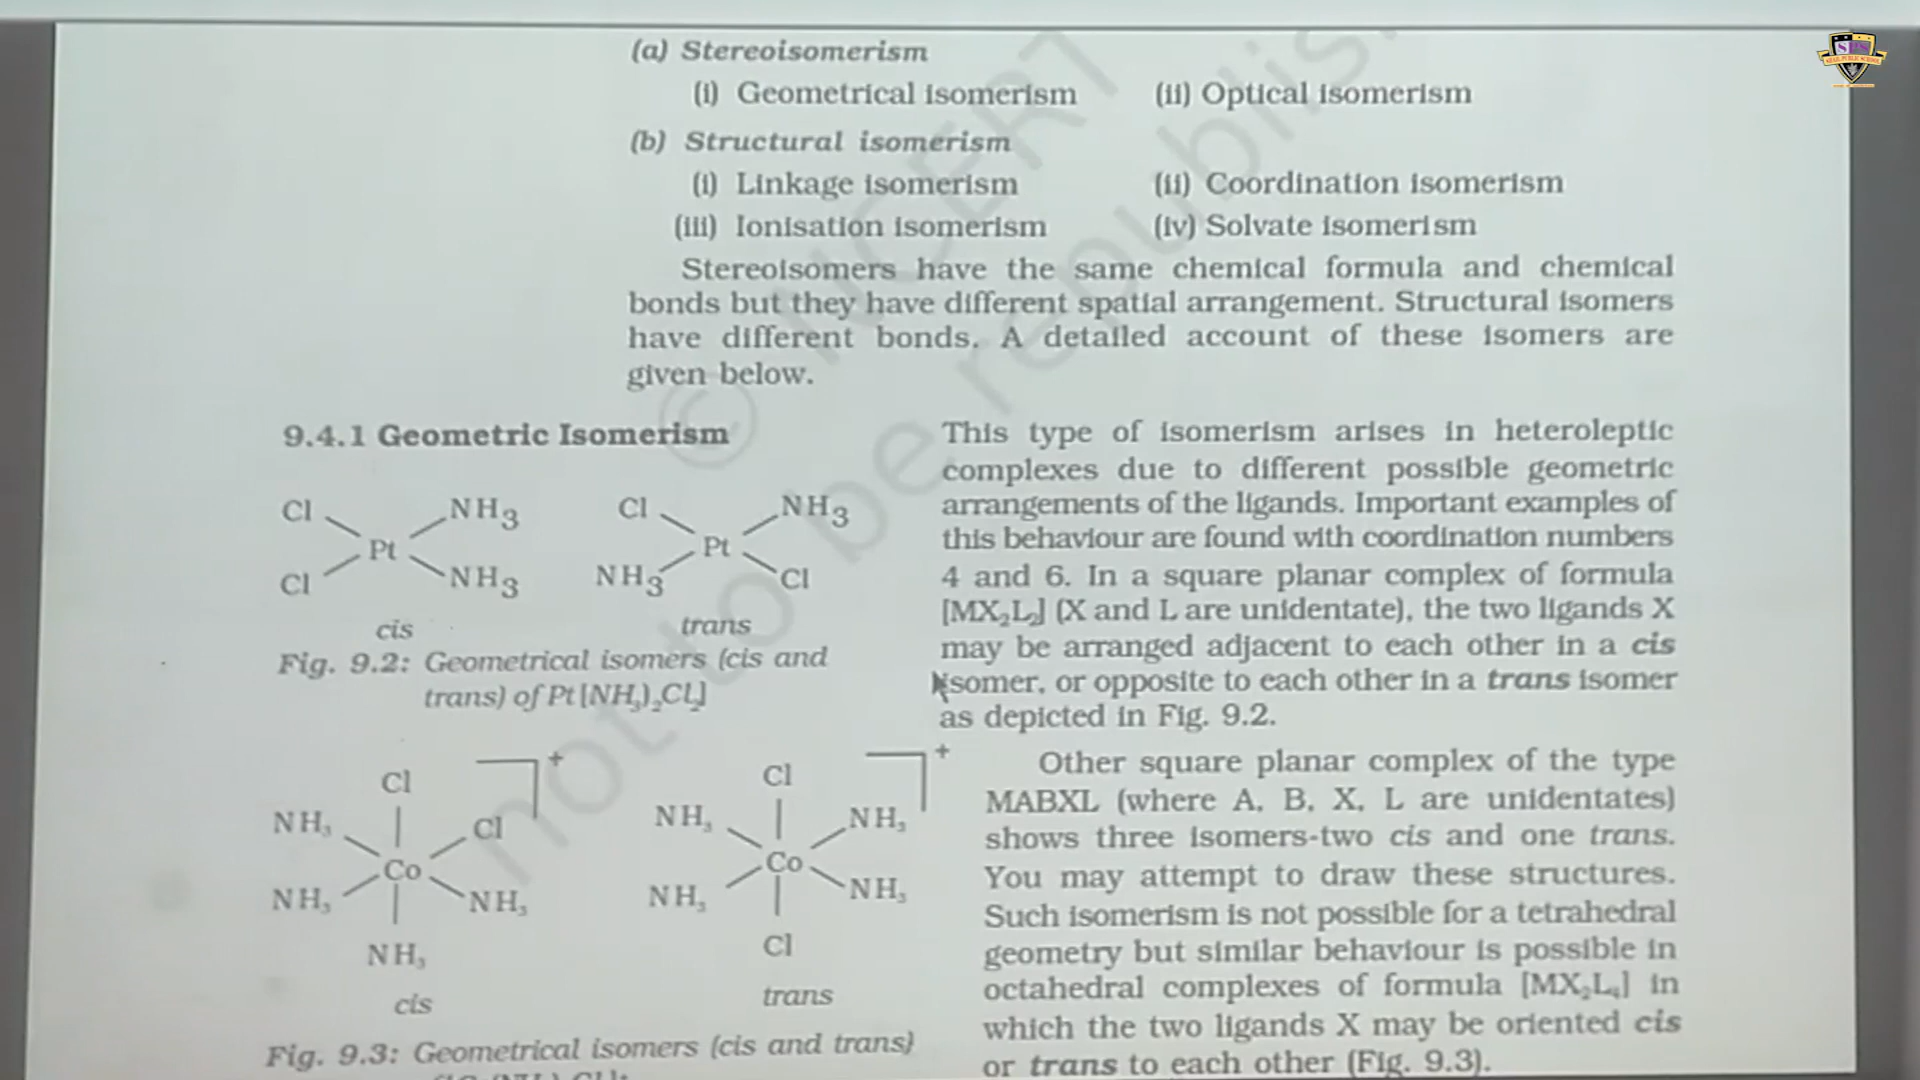 (a) Stereoisomerism
(i) Geometrical isomerism (ii) Optical isomerism
(b) Structural isomerism
(i) Linkage isomerism (ii) Coordination isomerism
(iii) Ionisation isomerism (iv) Solvate isomerism
Stereoisomers have the same chemical formula and chemical
bonds but they have different spatial arrangement. Structural isomers
have different bonds. A detailed account of these isomers are
given below.
9.4.1 Geometric Isomerism
Cl NH3 Cl NH3
Pt Pt
Cl NH3 NH3 Cl
cis trans
Fig. 9.2: Geometrical isomers (cis and
trans) of Pt [NH₃)₂Cl₂]
+ +
Cl Cl
NH₃ Cl NH₃ NH₃
Co Co
NH₃ NH₃ NH₃ NH₃
NH₃ Cl
cis trans
Fig. 9.3: Geometrical isomers (cis and trans)
This type of isomerism arises in heteroleptic
complexes due to different possible geometric
arrangements of the ligands. Important examples of
this behaviour are found with coordination numbers
4 and 6. In a square planar complex of formula
[MX₂L₂] (X and L are unidentate), the two ligands X
may be arranged adjacent to each other in a cis
isomer, or opposite to each other in a trans isomer
as depicted in Fig. 9.2.
Other square planar complex of the type
MABXL (where A, B, X, L are unidentates)
shows three isomers-two cis and one trans.
You may attempt to draw these structures.
Such isomerism is not possible for a tetrahedral
geometry but similar behaviour is possible in
octahedral complexes of formula [MX₂L₄] in
which the two ligands X may be oriented cis
or trans to each other (Fig. 9.3).
© NCERT
not to be republis
SPS